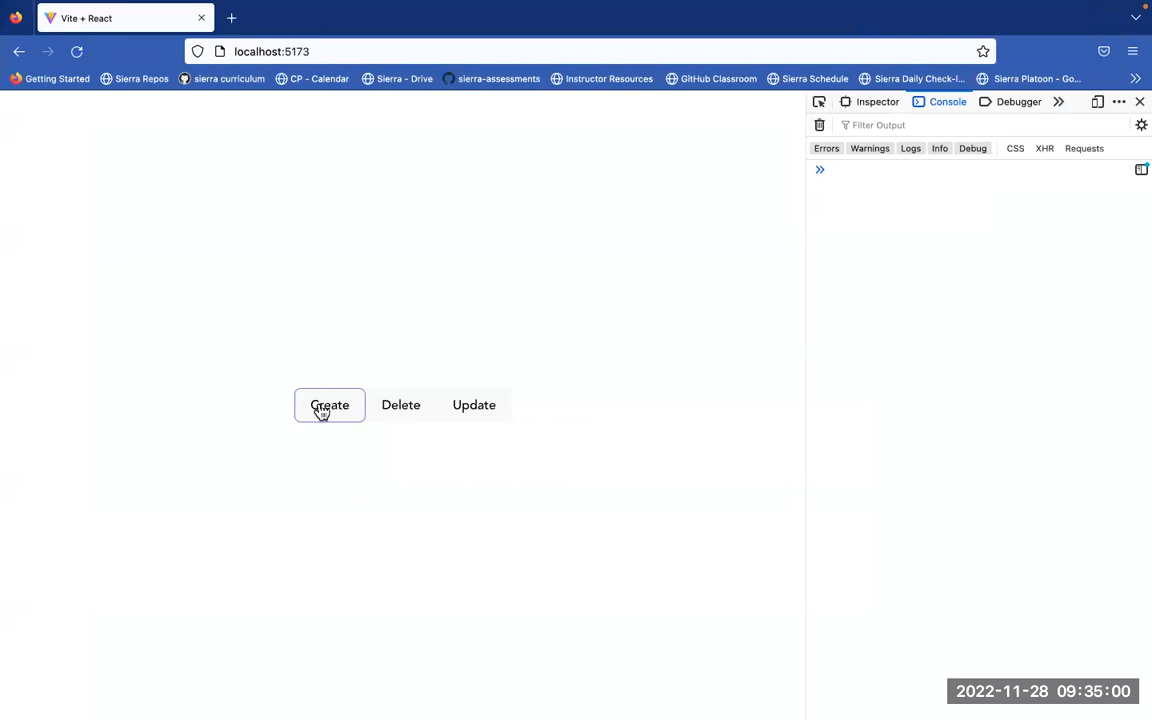 Vite + React
localhost:5173
Getting Started Sierra Repos sierra curriculum CP - Calendar Sierra - Drive sierra-assessments Instructor Resources GitHub Classroom Sierra Schedule Sierra Daily Check-I... Sierra Platoon - Go...
Inspector Console Debugger
Filter Output
Errors Warnings Logs Info Debug CSS XHR Requests
Create Delete Update
2022-11-28 09:35:00